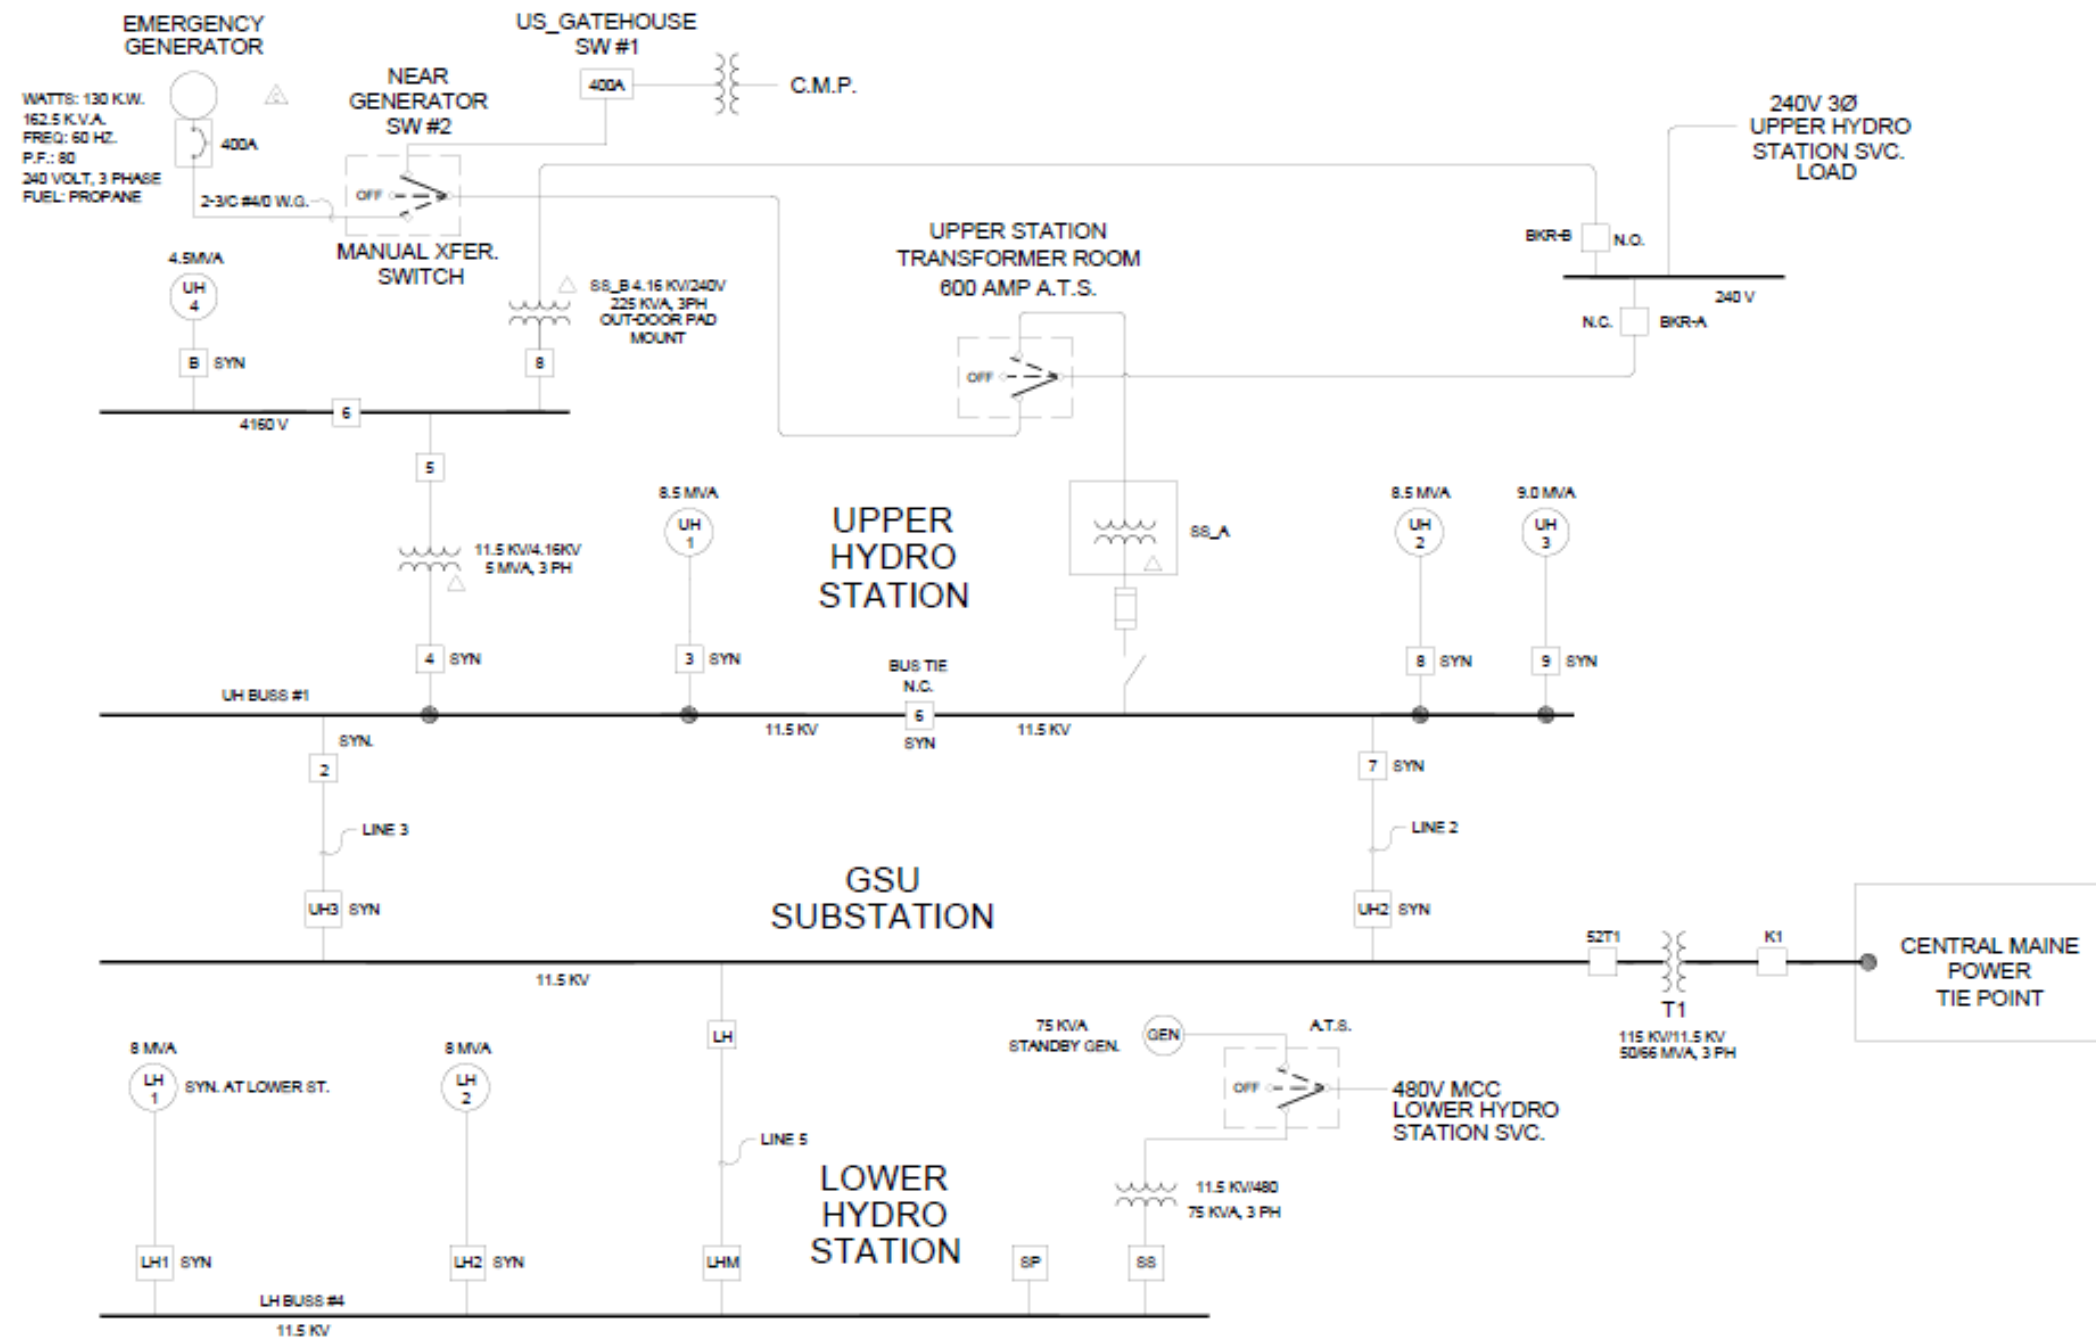 EMERGENCY
GENERATOR
WATTS: 130 K.W.
162.5 K.V.A.
FREQ: 60 HZ.
P.F.: 80
240 VOLT, 3 PHASE
FUEL: PROPANE
400A
2-3/C #4/0 W.G.
NEAR
GENERATOR
SW #2
OFF
MANUAL XFER.
SWITCH
US_GATEHOUSE
SW #1
400A
C.M.P.
240V 3Ø
UPPER HYDRO
STATION SVC.
LOAD
BKR-B
N.O.
240 V
N.C.
BKR-A
UPPER STATION
TRANSFORMER ROOM
600 AMP A.T.S.
OFF
4.5MVA
UH
4
B
SYN
SS_B 4.16 KV/240V
225 KVA, 3PH
OUT-DOOR PAD
MOUNT
8
6
4160 V
5
11.5 KV/4.16KV
5 MVA, 3 PH
4
SYN
8.5 MVA
UH
1
3
SYN
UPPER
HYDRO
STATION
SS_A
8.5 MVA
UH
2
8
SYN
9.0 MVA
UH
3
9
SYN
UH BUSS #1
BUS TIE
N.C.
6
SYN
11.5 KV
11.5 KV
SYN.
2
LINE 3
UH3
SYN
7
SYN
LINE 2
UH2
SYN
GSU
SUBSTATION
11.5 KV
52T1
T1
115 KV/11.5 KV
50/66 MVA, 3 PH
K1
CENTRAL MAINE
POWER
TIE POINT
LH
LINE 5
LHM
8 MVA
LH
1
SYN. AT LOWER ST.
LH1
SYN
8 MVA
LH
2
LH2
SYN
LOWER
HYDRO
STATION
75 KVA
STANDBY GEN.
GEN
A.T.S.
OFF
480V MCC
LOWER HYDRO
STATION SVC.
11.5 KV/480
75 KVA, 3 PH
SP
SS
LH BUSS #4
11.5 KV